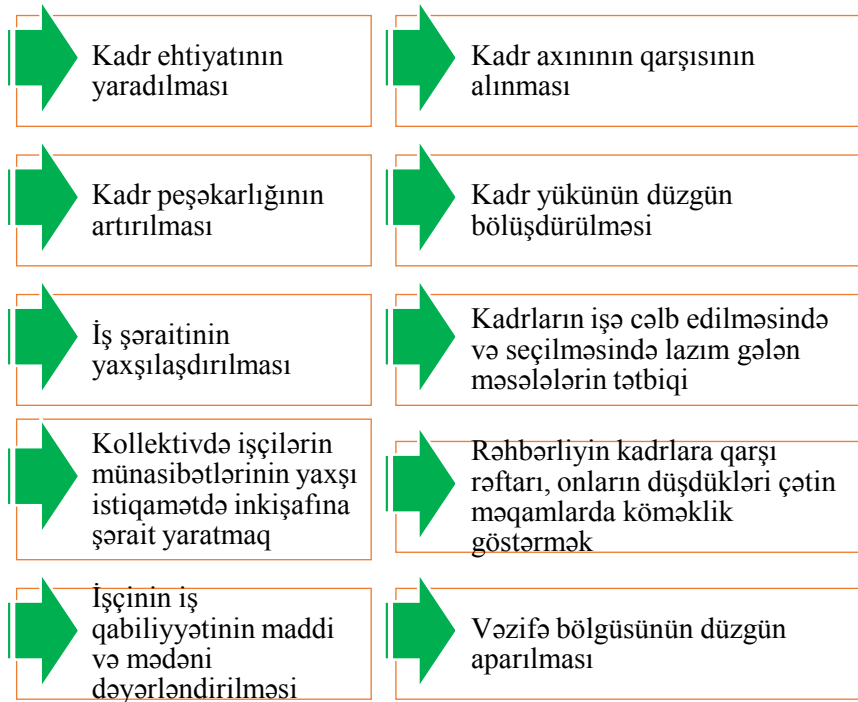 Kadr ehtiyatının
yaradılması
Kadr axınının qarşısının
alınması
Kadr peşəkarlığının
artırılması
Kadr yükünün düzgün
bölüşdürülməsi
İş şəraitinin
yaxşılaşdırılması
Kadrların işə cəlb edilməsində
və seçilməsində lazım gələn
məsələlərin tətbiqi
Kollektivdə işçilərin
münasibətlərinin yaxşı
istiqamətdə inkişafına
şərait yaratmaq
Rəhbərliyin kadrlara qarşı
rəftarı, onların düşdükləri çətin
məqamlarda köməklik
göstərmək
İşçinin iş
qabiliyyətinin maddi
və mədəni
dəyərləndirilməsi
Vəzifə bölgüsünün düzgün
aparılması